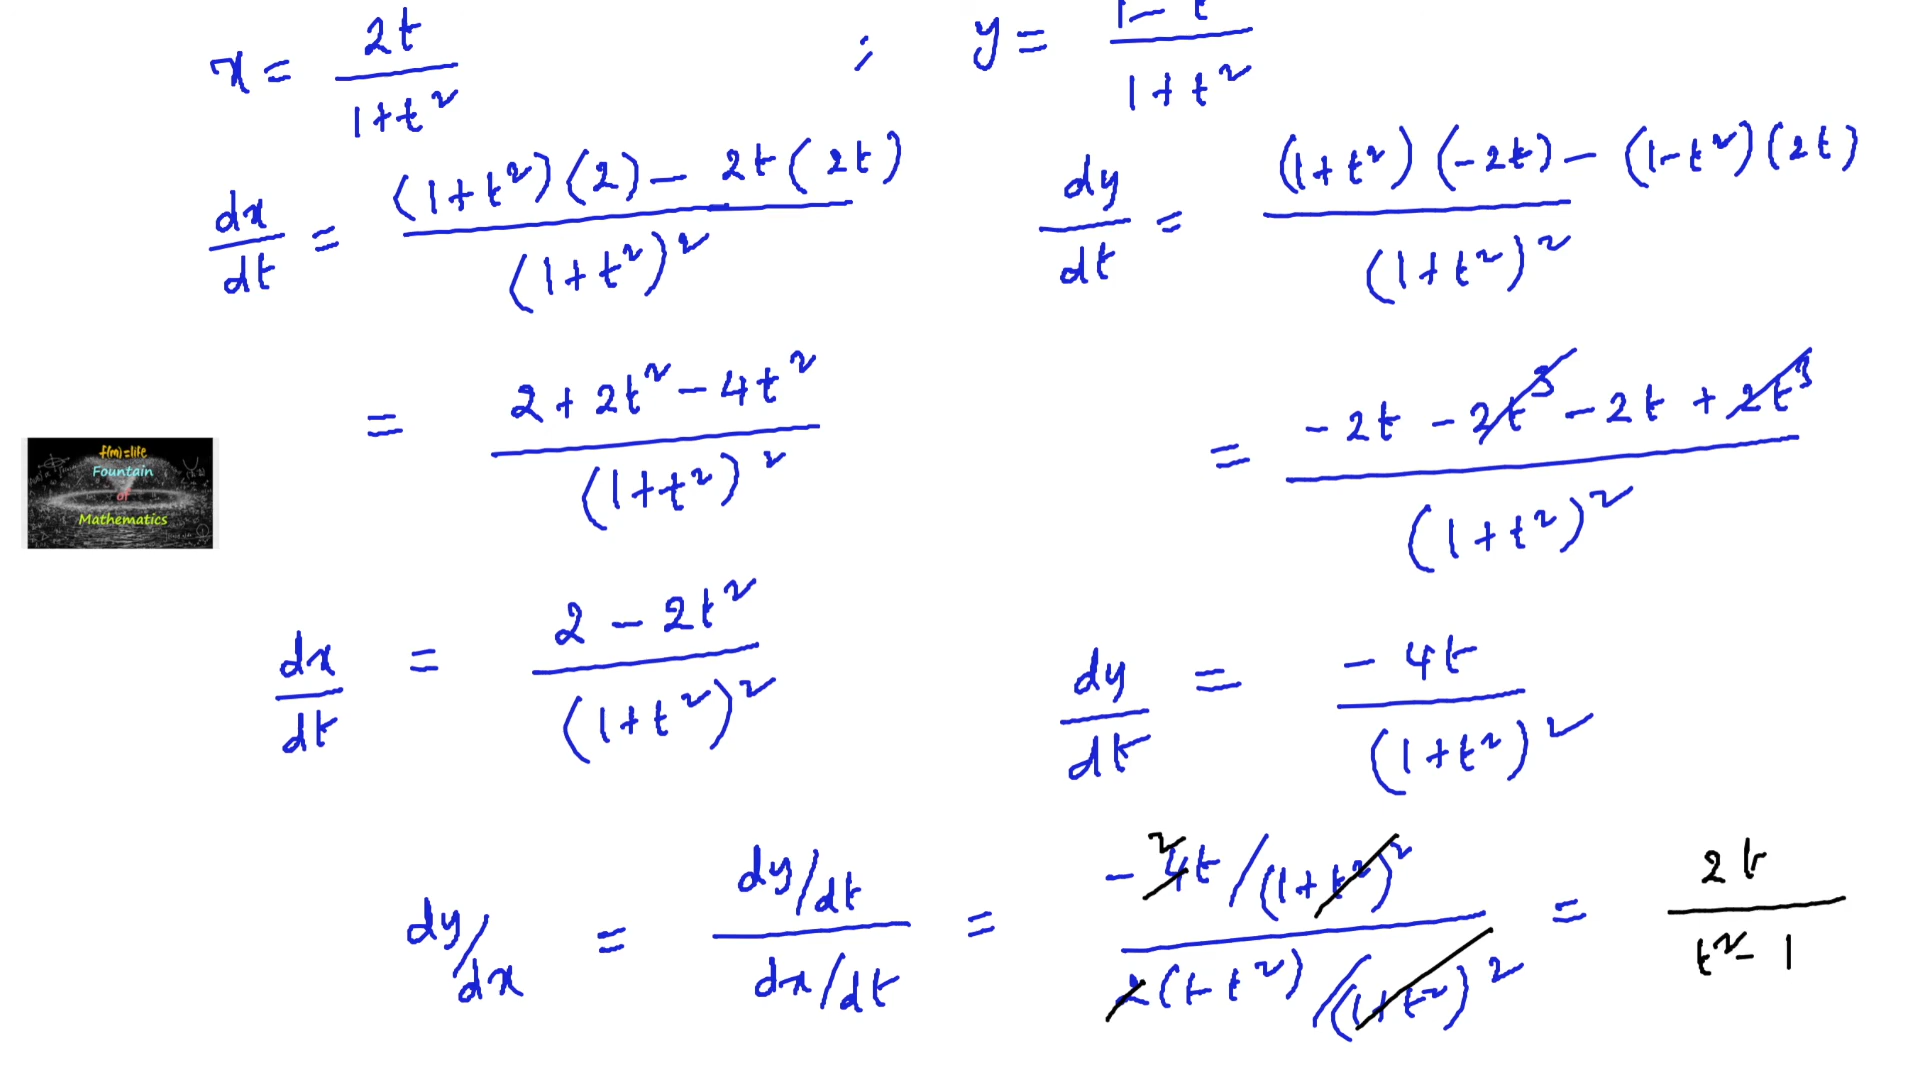 x = 2t / 1+t² ; y = 1-t / 1+t²
dx/dt = (1+t²)(2) - 2t(2t) / (1+t²)² dy/dt = (1+t²)(-2t) - (1-t²)(2t) / (1+t²)²
= 2+2t²-4t² / (1+t²)² = -2t - 2t³ - 2t + 2t³ / (1+t²)²
f(m)=life
Fountain
of
Mathematics
dx/dt = 2-2t² / (1+t²)² dy/dt = -4t / (1+t²)²
dy/dx = dy/dt / dx/dt = -4t/(1+t²)² / 2(1-t²)/(1+t²)² = 2t / t²-1